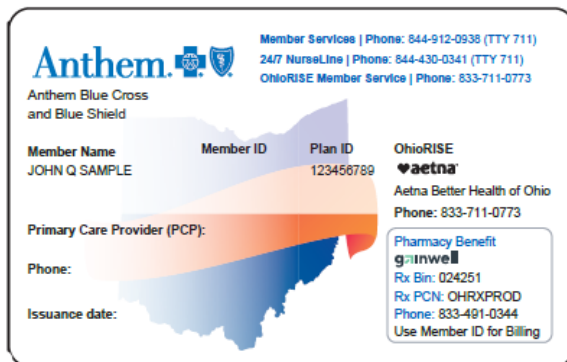 Anthem.
Anthem Blue Cross
and Blue Shield
Member Services | Phone: 844-912-0938 (TTY 711)
24/7 NurseLine | Phone: 844-430-0341 (TTY 711)
OhioRISE Member Service | Phone: 833-711-0773
Member Name Member ID Plan ID
JOHN Q SAMPLE 123456789
Primary Care Provider (PCP):
Phone:
Issuance date:
OhioRISE
aetna
Aetna Better Health of Ohio
Phone: 833-711-0773
Pharmacy Benefit
gainwell
Rx Bin: 024251
Rx PCN: OHRXPROD
Phone: 833-491-0344
Use Member ID for Billing